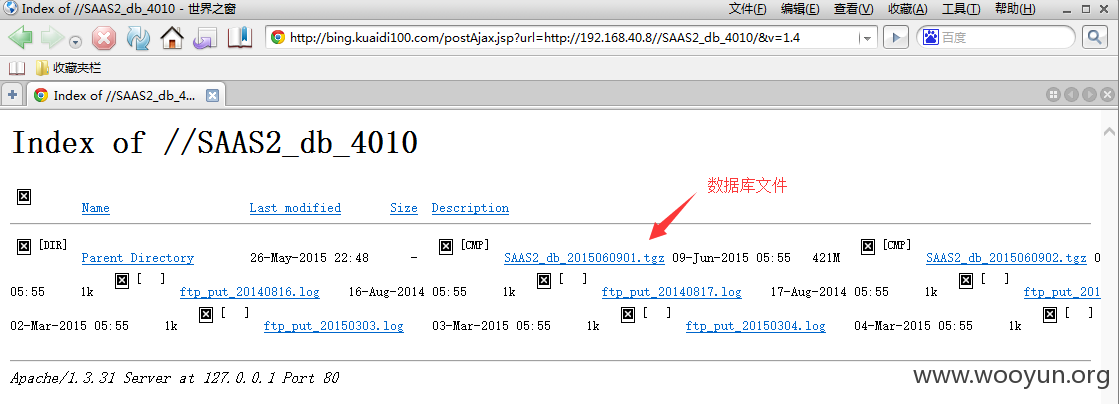 Index of //SAAS2_db_4010 - 世界之窗
文件(F) 编辑(E) 查看(V) 收藏(A) 工具(T) 帮助(H)
http://bing.kuaidi100.com/postAjax.jsp?url=http://192.168.40.8//SAAS2_db_4010/&v=1.4
百度
收藏夹栏
Index of //SAAS2_db_4...
Index of //SAAS2_db_4010
数据库文件
Name Last modified Size Description
[DIR] [CMP] [CMP]
Parent Directory 26-May-2015 22:48 - SAAS2_db_2015060901.tgz 09-Jun-2015 05:55 421M SAAS2_db_2015060902.tgz 0
[ ] [ ] [ ]
05:55 1k ftp_put_20140816.log 16-Aug-2014 05:55 1k ftp_put_20140817.log 17-Aug-2014 05:55 1k ftp_put_201
[ ] [ ] [ ]
02-Mar-2015 05:55 1k ftp_put_20150303.log 03-Mar-2015 05:55 1k ftp_put_20150304.log 04-Mar-2015 05:55 1k
Apache/1.3.31 Server at 127.0.0.1 Port 80
www.wooyun.org